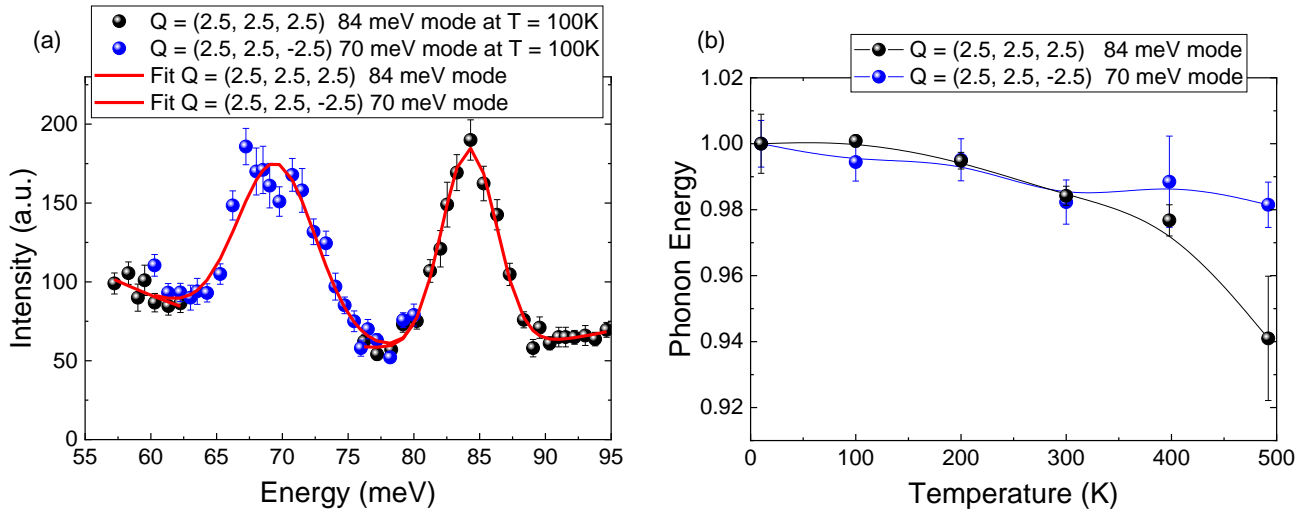 (a)
Q = (2.5, 2.5, 2.5)  84 meV mode at T = 100K
Q = (2.5, 2.5, -2.5) 70 meV mode at T = 100K
Fit Q = (2.5, 2.5, 2.5)  84 meV mode
Fit Q = (2.5, 2.5, -2.5) 70 meV mode
200
150
100
50
0
Intensity (a.u.)
55 60 65 70 75 80 85 90 95
Energy (meV)
(b)
Q = (2.5, 2.5, 2.5)   84 meV mode
Q = (2.5, 2.5, -2.5)  70 meV mode
1.02
1.00
0.98
0.96
0.94
0.92
Phonon Energy
0 100 200 300 400 500
Temperature (K)